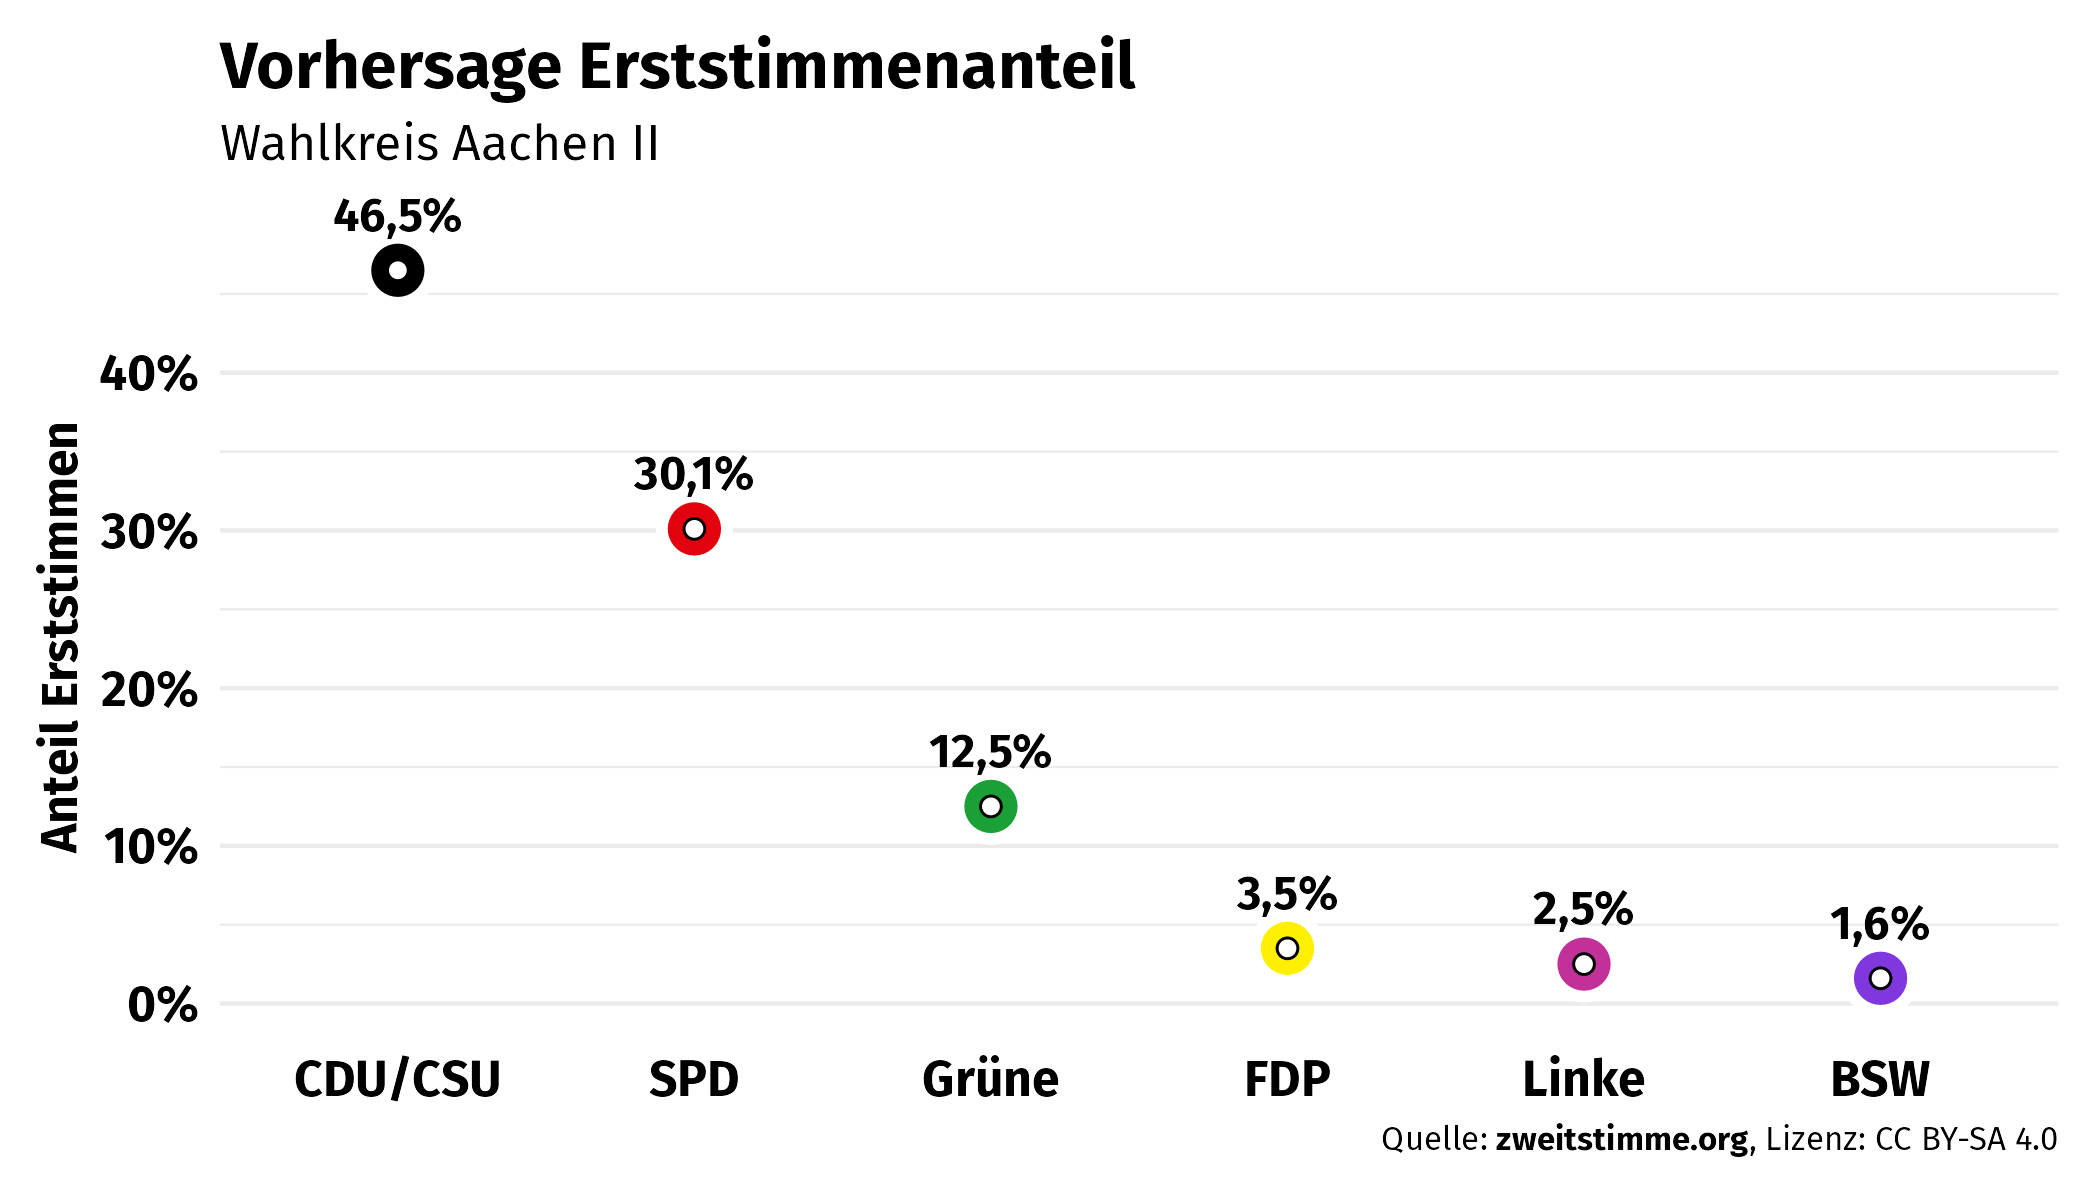 Vorhersage Erststimmenanteil
Wahlkreis Aachen II
46,5%
40%
30,1%
30%
20%
12,5%
10%
3,5%
2,5%
1,6%
0%
Anteil Erststimmen
CDU/CSU SPD Grüne FDP Linke BSW
Quelle: zweitstimme.org, Lizenz: CC BY-SA 4.0